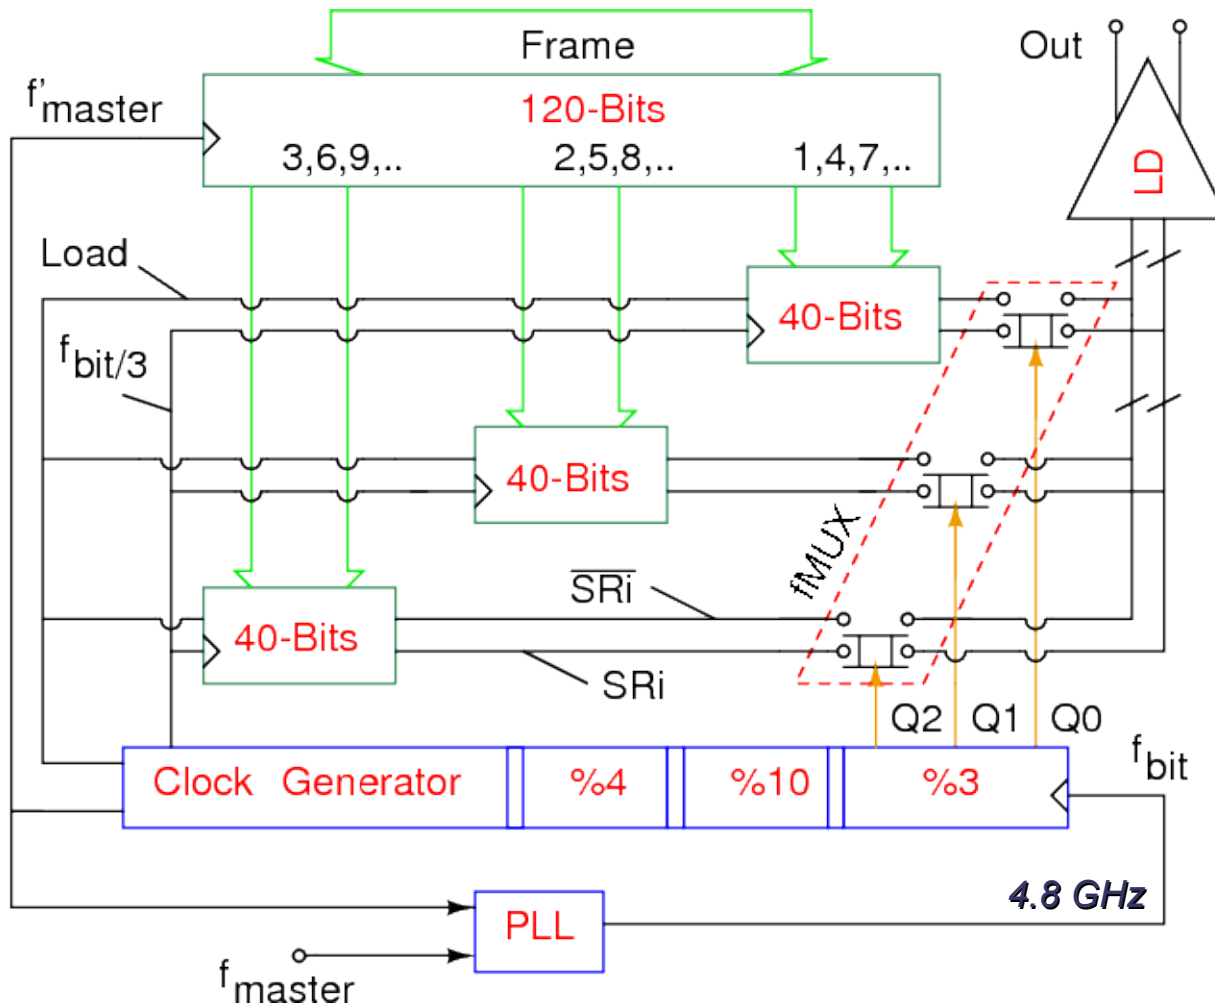 Frame
Out
f'master
120-Bits
3,6,9,..
2,5,8,..
1,4,7,..
LD
Load
40-Bits
fbit/3
40-Bits
fMUX
S̅R̅i̅
40-Bits
SRi
Q2
Q1
Q0
fbit
Clock Generator
%4
%10
%3
4.8 GHz
PLL
fmaster